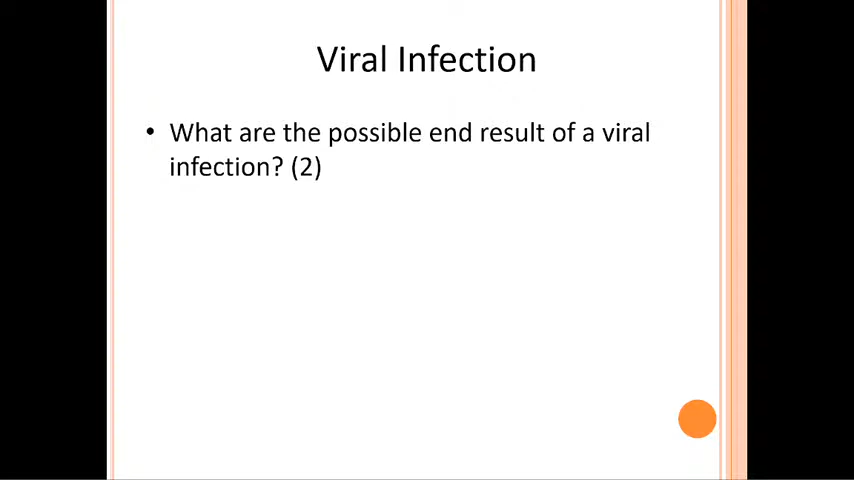 Viral Infection
• What are the possible end result of a viral
infection? (2)